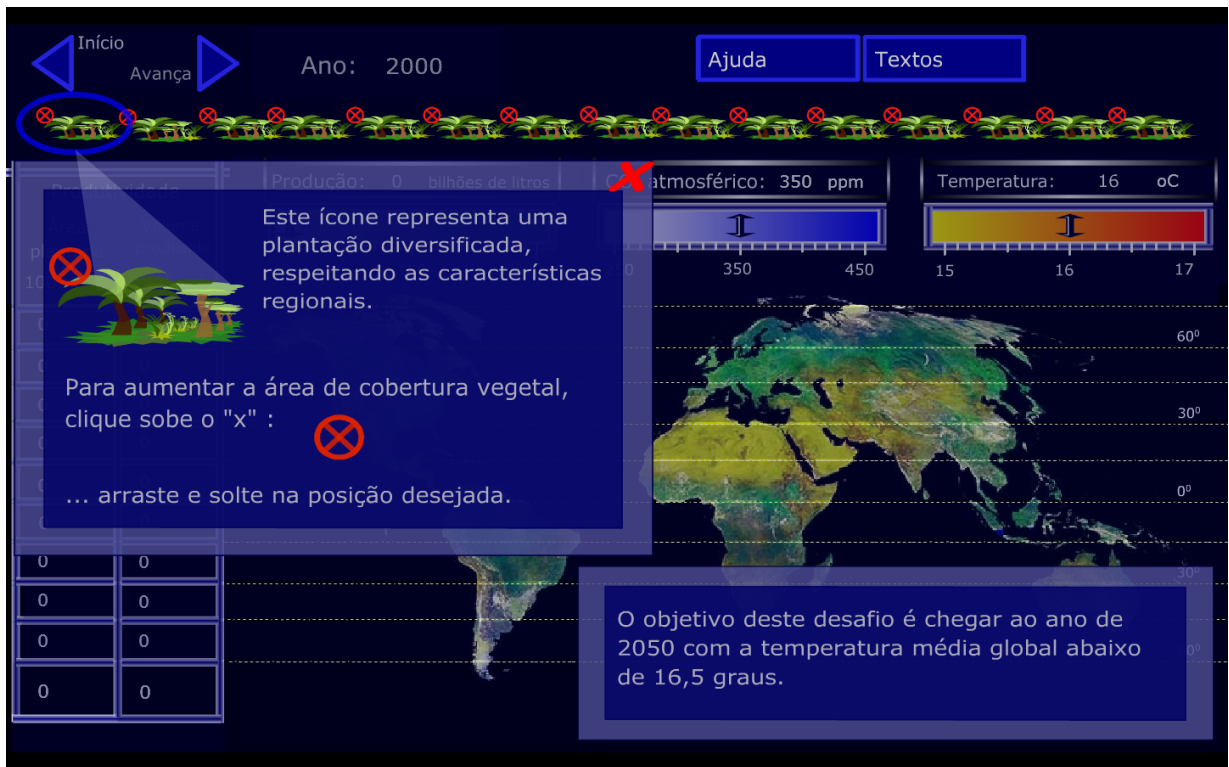 Início
Avança
Ano: 2000
Ajuda
Textos
Produtividade
Produção: 0 bilhões de litros
atmosférico: 350 ppm
Temperatura: 16 oC
Este ícone representa uma
plantação diversificada,
respeitando as características
regionais.
350
450
15
16
17
60⁰
Para aumentar a área de cobertura vegetal,
clique sobe o "x" :
30⁰
... arraste e solte na posição desejada.
0⁰
0 0
30⁰
0 0
0 0
0 0
O objetivo deste desafio é chegar ao ano de
2050 com a temperatura média global abaixo
de 16,5 graus.